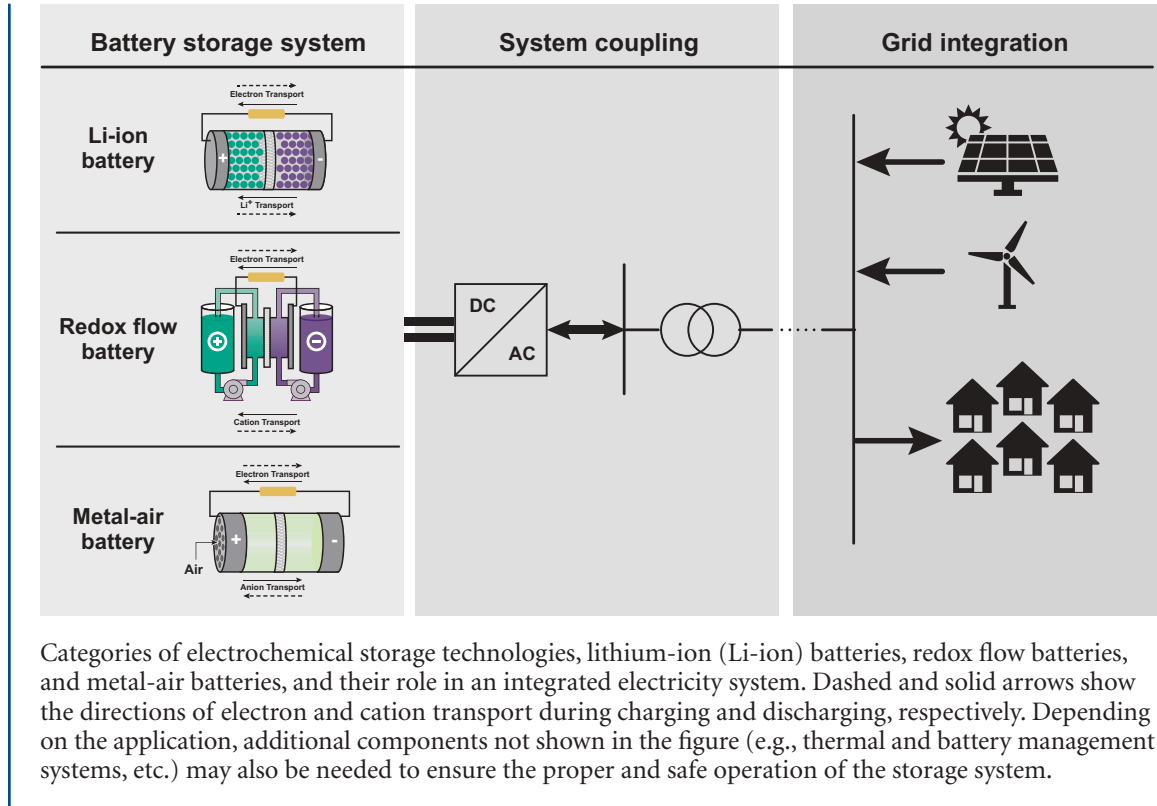 Battery storage system
System coupling
Grid integration
Electron Transport
Li-ion
battery
+
-
Li⁺ Transport
Electron Transport
Redox flow
battery
+
−
Cation Transport
DC
AC
Electron Transport
Metal-air
battery
+
-
Air
Anion Transport
Categories of electrochemical storage technologies, lithium-ion (Li-ion) batteries, redox flow batteries,
and metal-air batteries, and their role in an integrated electricity system. Dashed and solid arrows show
the directions of electron and cation transport during charging and discharging, respectively. Depending
on the application, additional components not shown in the figure (e.g., thermal and battery management
systems, etc.) may also be needed to ensure the proper and safe operation of the storage system.